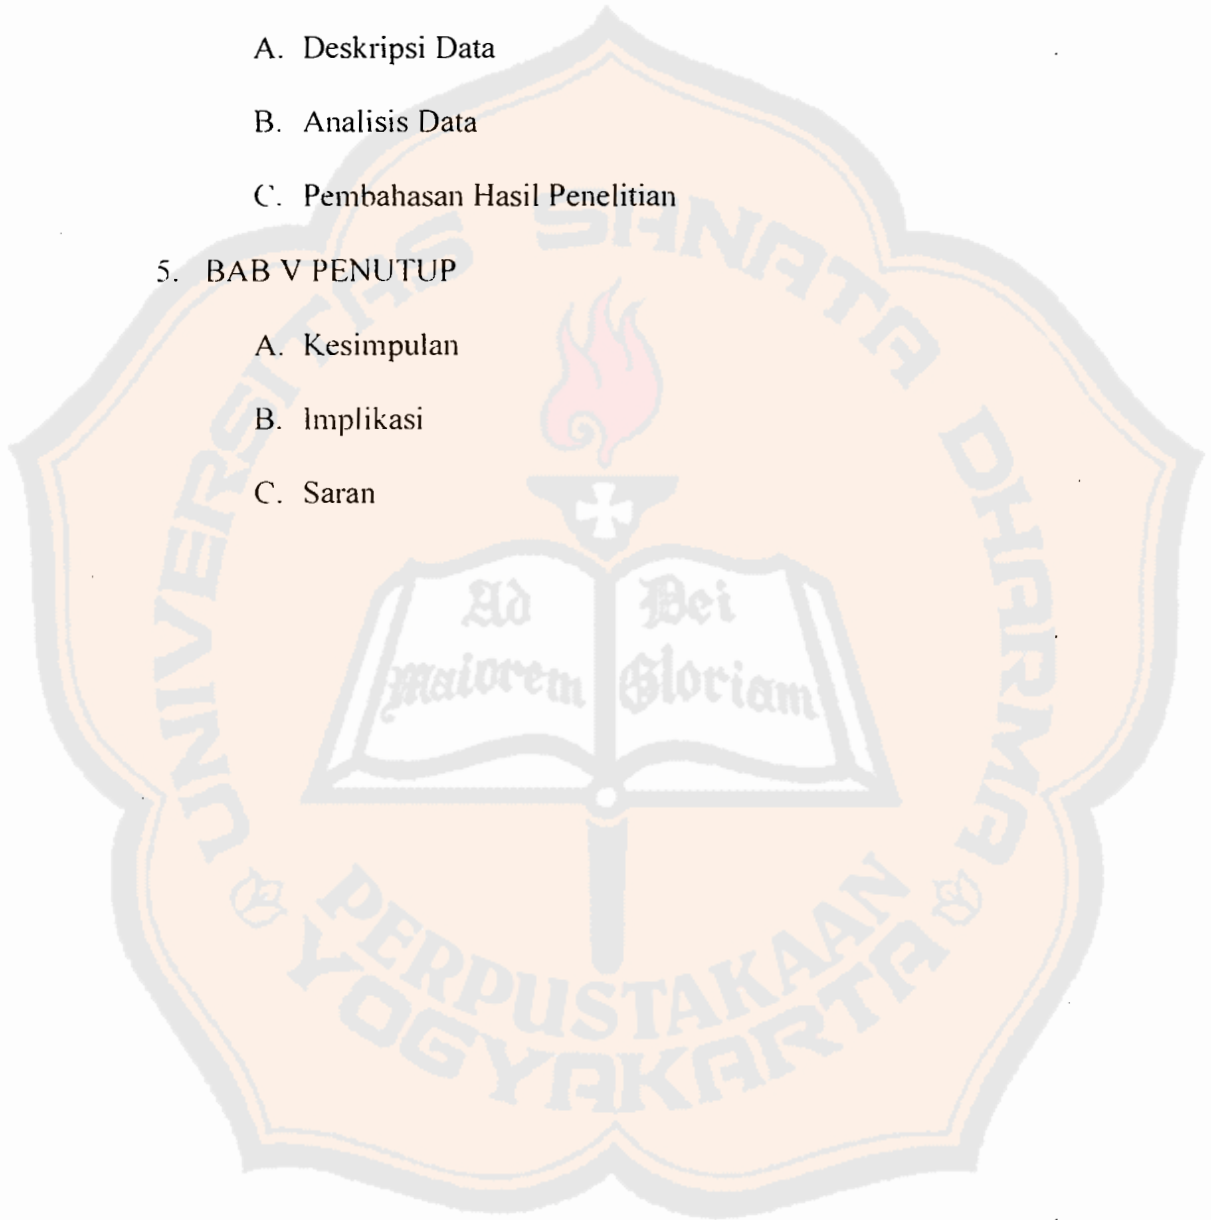 A. Deskripsi Data
B. Analisis Data
C. Pembahasan Hasil Penelitian
5. BAB V PENUTUP
A. Kesimpulan
B. Implikasi
C. Saran
UNIVERSITAS SANATA DHARMA
Ad Dei
maiorem Gloriam
PERPUSTAKAAN
YOGYAKARTA